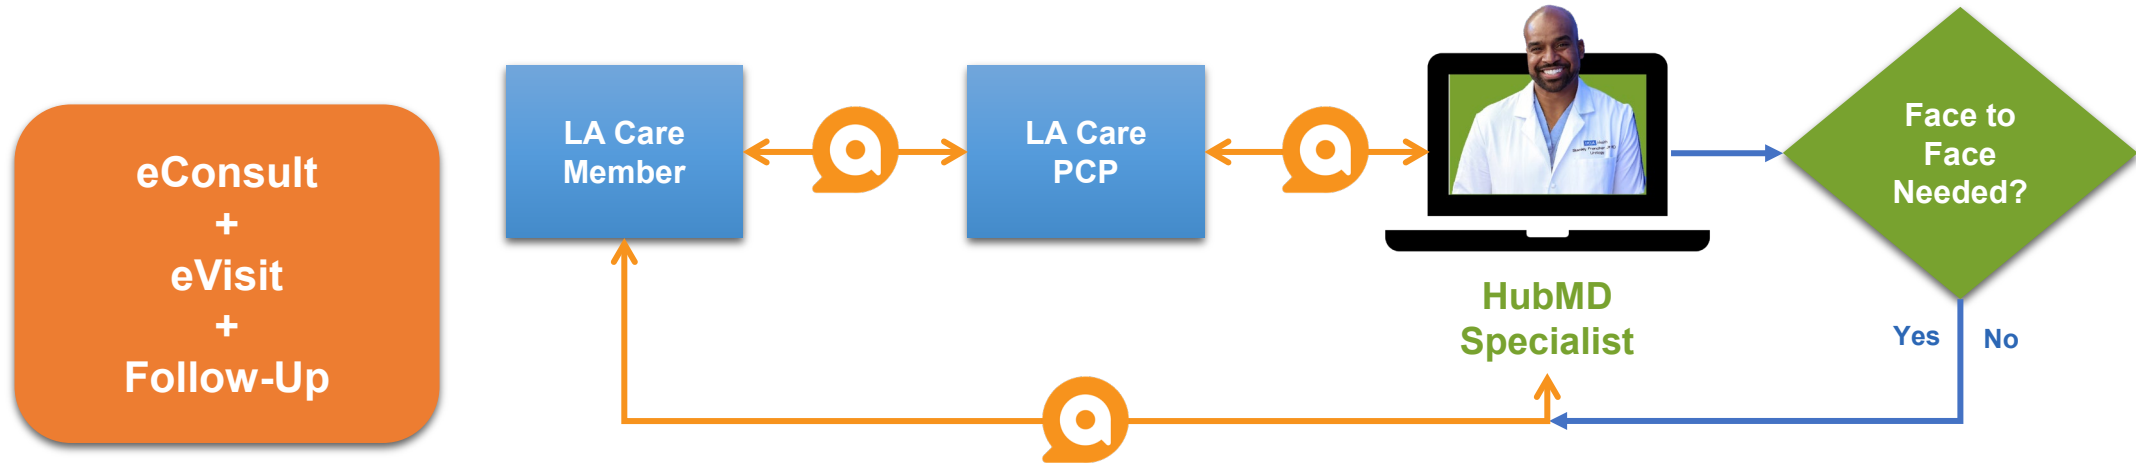 eConsult
+
eVisit
+
Follow-Up
LA Care
Member
LA Care
PCP
HubMD
Specialist
Face to
Face
Needed?
Yes
No